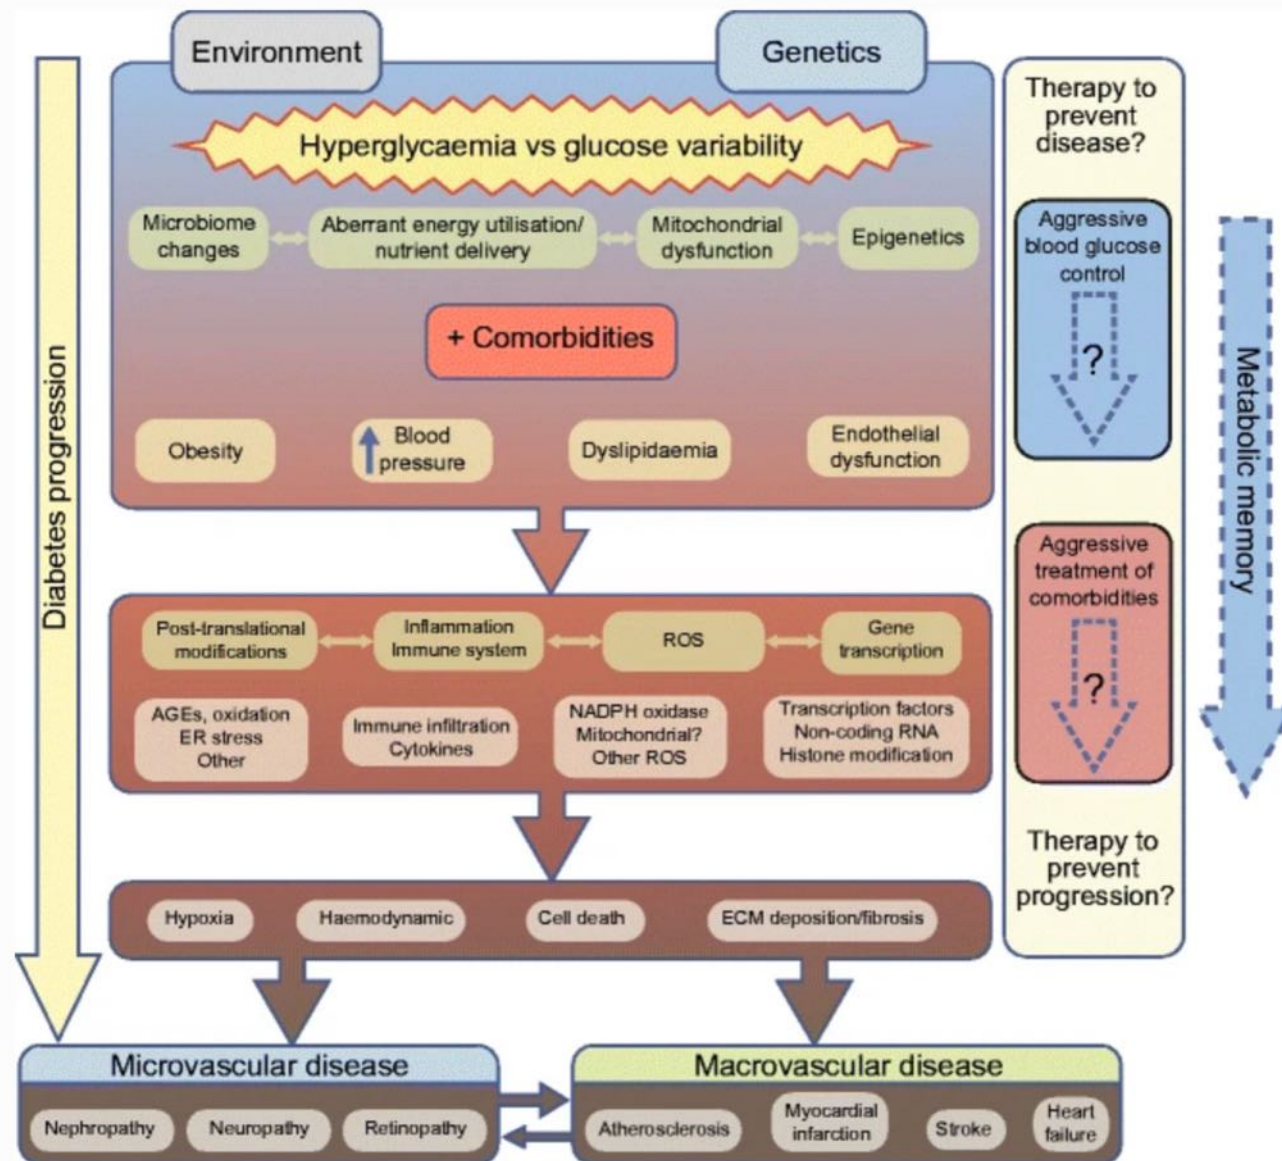 Environment
Genetics
Hyperglycaemia vs glucose variability
Microbiome
changes
Aberrant energy utilisation/
nutrient delivery
Mitochondrial
dysfunction
Epigenetics
+ Comorbidities
Obesity
Blood
pressure
Dyslipidaemia
Endothelial
dysfunction
Diabetes progression
Post-translational
modifications
Inflammation
Immune system
ROS
Gene
transcription
AGEs, oxidation
ER stress
Other
Immune infiltration
Cytokines
NADPH oxidase
Mitochondrial?
Other ROS
Transcription factors
Non-coding RNA
Histone modification
Hypoxia
Haemodynamic
Cell death
ECM deposition/fibrosis
Microvascular disease
Nephropathy
Neuropathy
Retinopathy
Macrovascular disease
Atherosclerosis
Myocardial
infarction
Stroke
Heart
failure
Therapy to
prevent
disease?
Aggressive
blood glucose
control
?
Aggressive
treatment of
comorbidities
?
Therapy to
prevent
progression?
Metabolic memory